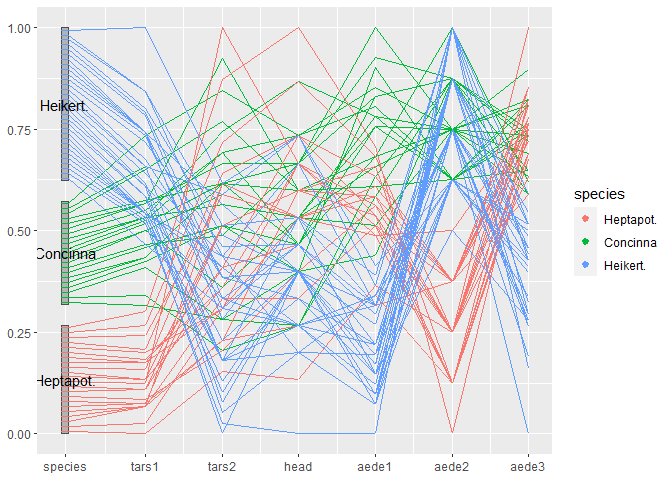 1.00
0.75
0.50
0.25
0.00
Heikert.
Concinna
Heptapot.
species
tars1
tars2
head
aede1
aede2
aede3
species
Heptapot.
Concinna
Heikert.